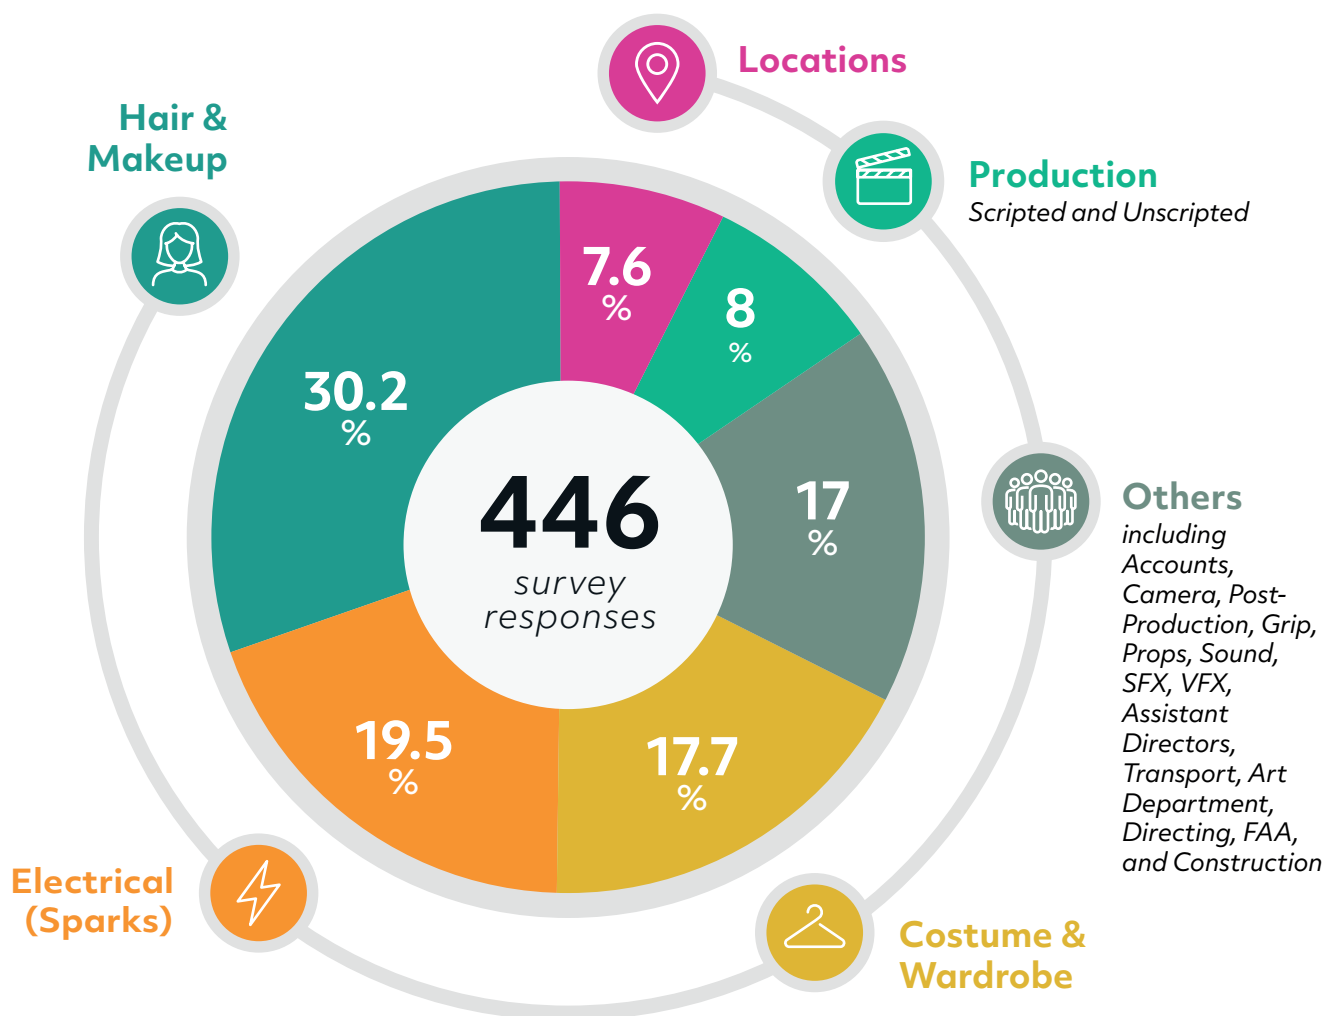 Locations
Hair &
Makeup
Production
Scripted and Unscripted
7.6
%
8
%
30.2
%
17
%
446
survey
responses
Others
including
Accounts,
Camera, Post-
Production, Grip,
Props, Sound,
SFX, VFX,
Assistant
Directors,
Transport, Art
Department,
Directing, FAA,
and Construction
19.5
%
17.7
%
Electrical
(Sparks)
Costume &
Wardrobe